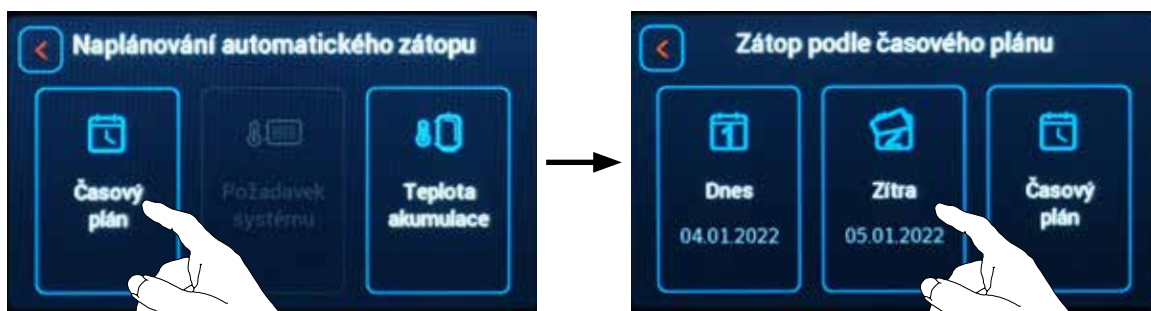 Naplánování automatického zátopu
Časový
plán
Požadavek
systému
Teplota
akumulace
Zátop podle časového plánu
Dnes
04.01.2022
Zítra
05.01.2022
Časový
plán